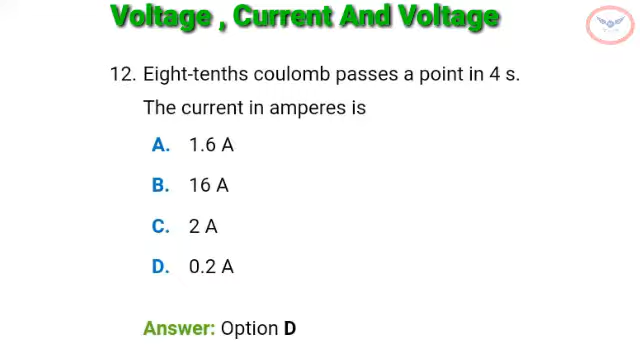 Voltage , Current And Voltage
12. Eight-tenths coulomb passes a point in 4 s.
The current in amperes is
A. 1.6 A
B. 16 A
C. 2 A
D. 0.2 A
Answer: Option D